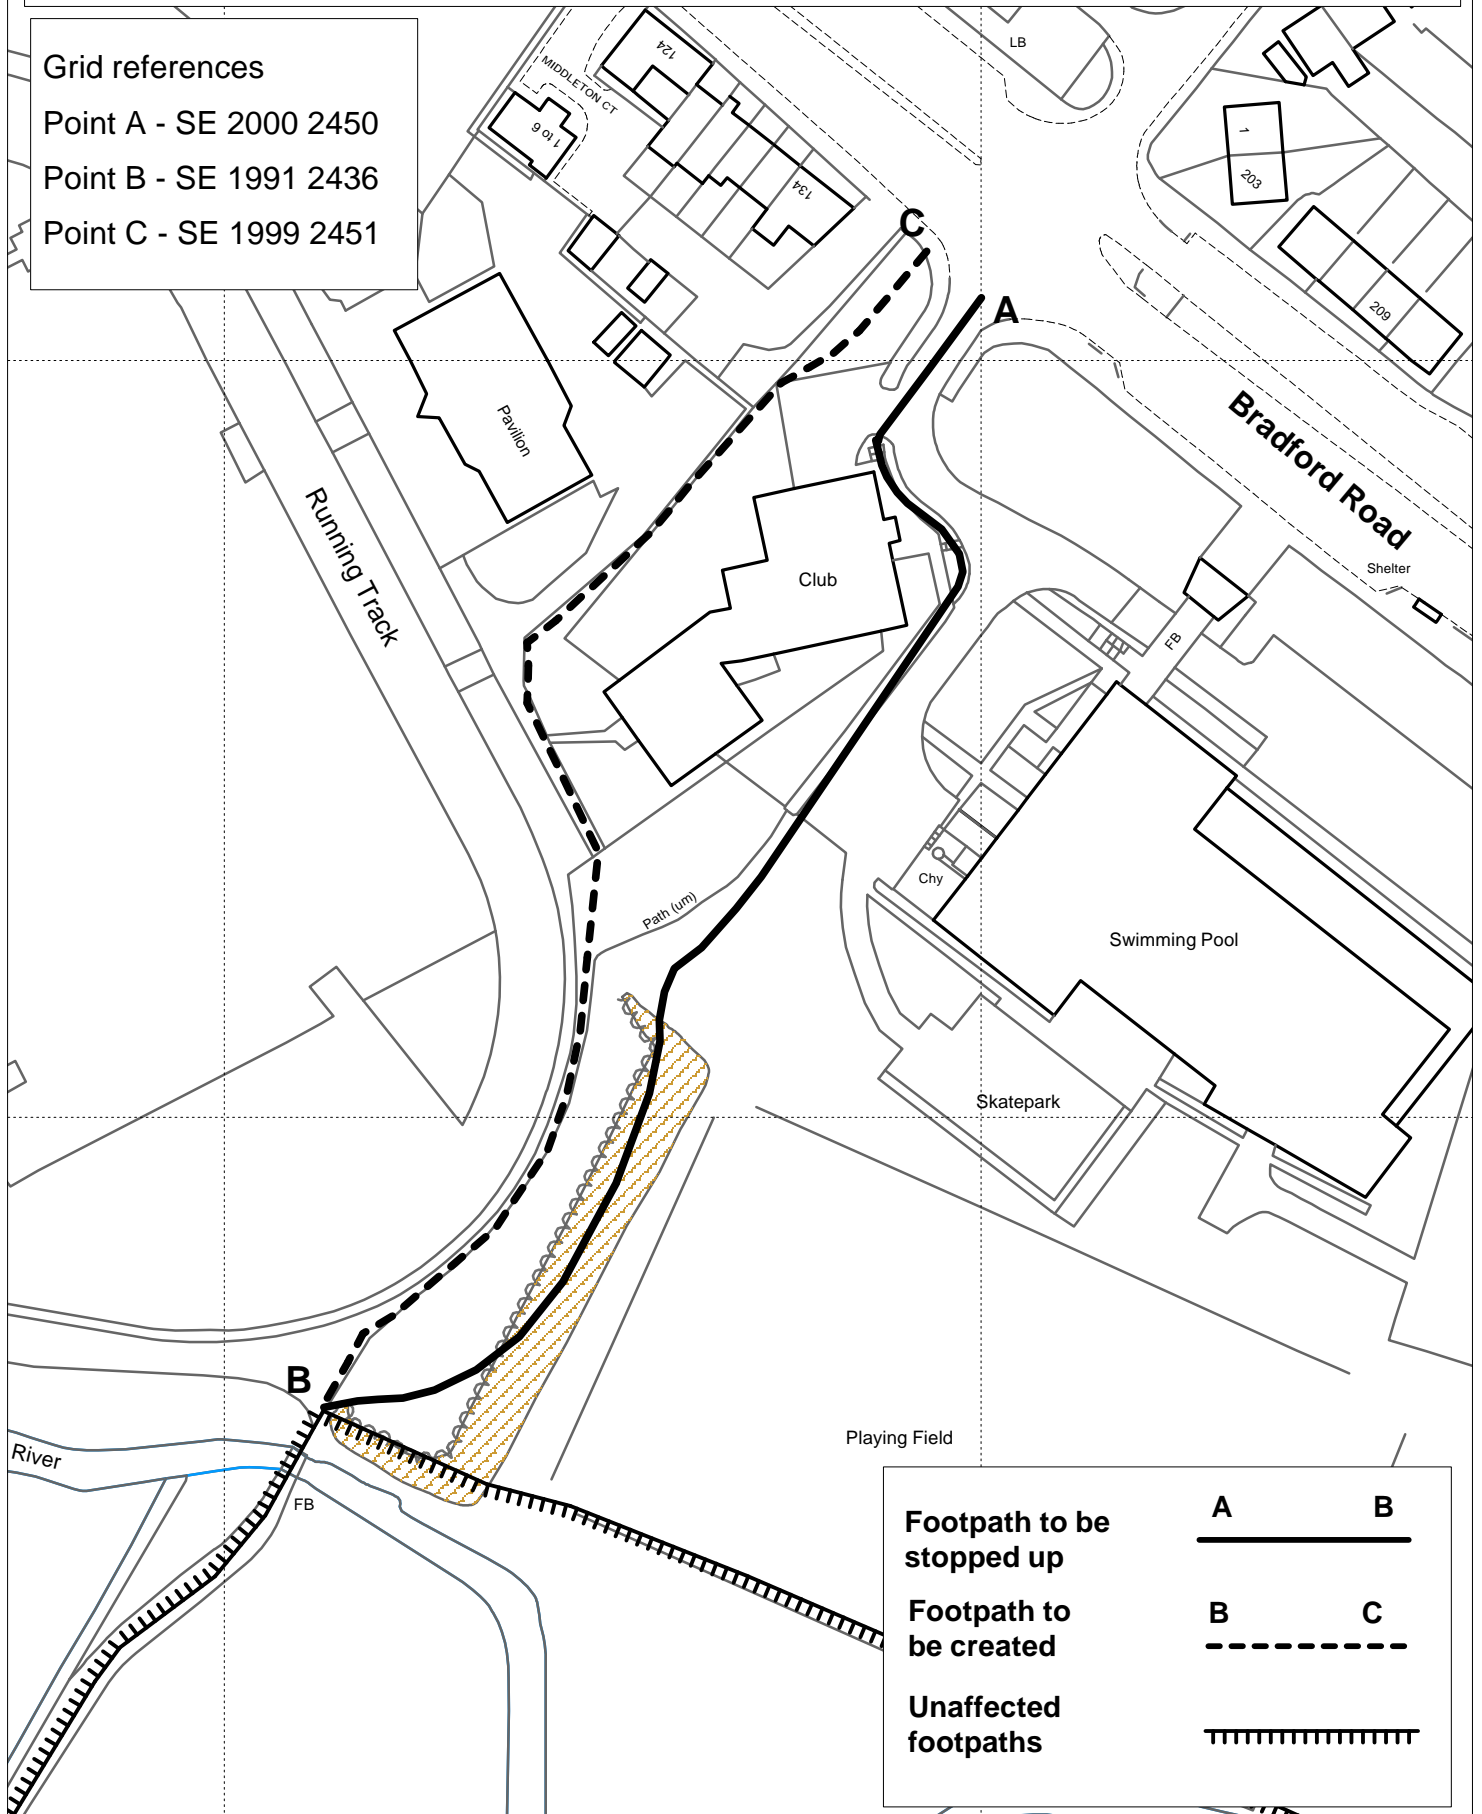 Grid references
Point A - SE 2000 2450
Point B - SE 1991 2436
Point C - SE 1999 2451
124
MIDDLETON CT
1 to 6
134
LB
1
203
209
C
A
Bradford Road
Shelter
Pavilion
Running Track
Club
FB
Path (um)
Chy
Swimming Pool
Skatepark
B
River
FB
Playing Field
Footpath to be
stopped up
A B
Footpath to
be created
B C
Unaffected
footpaths